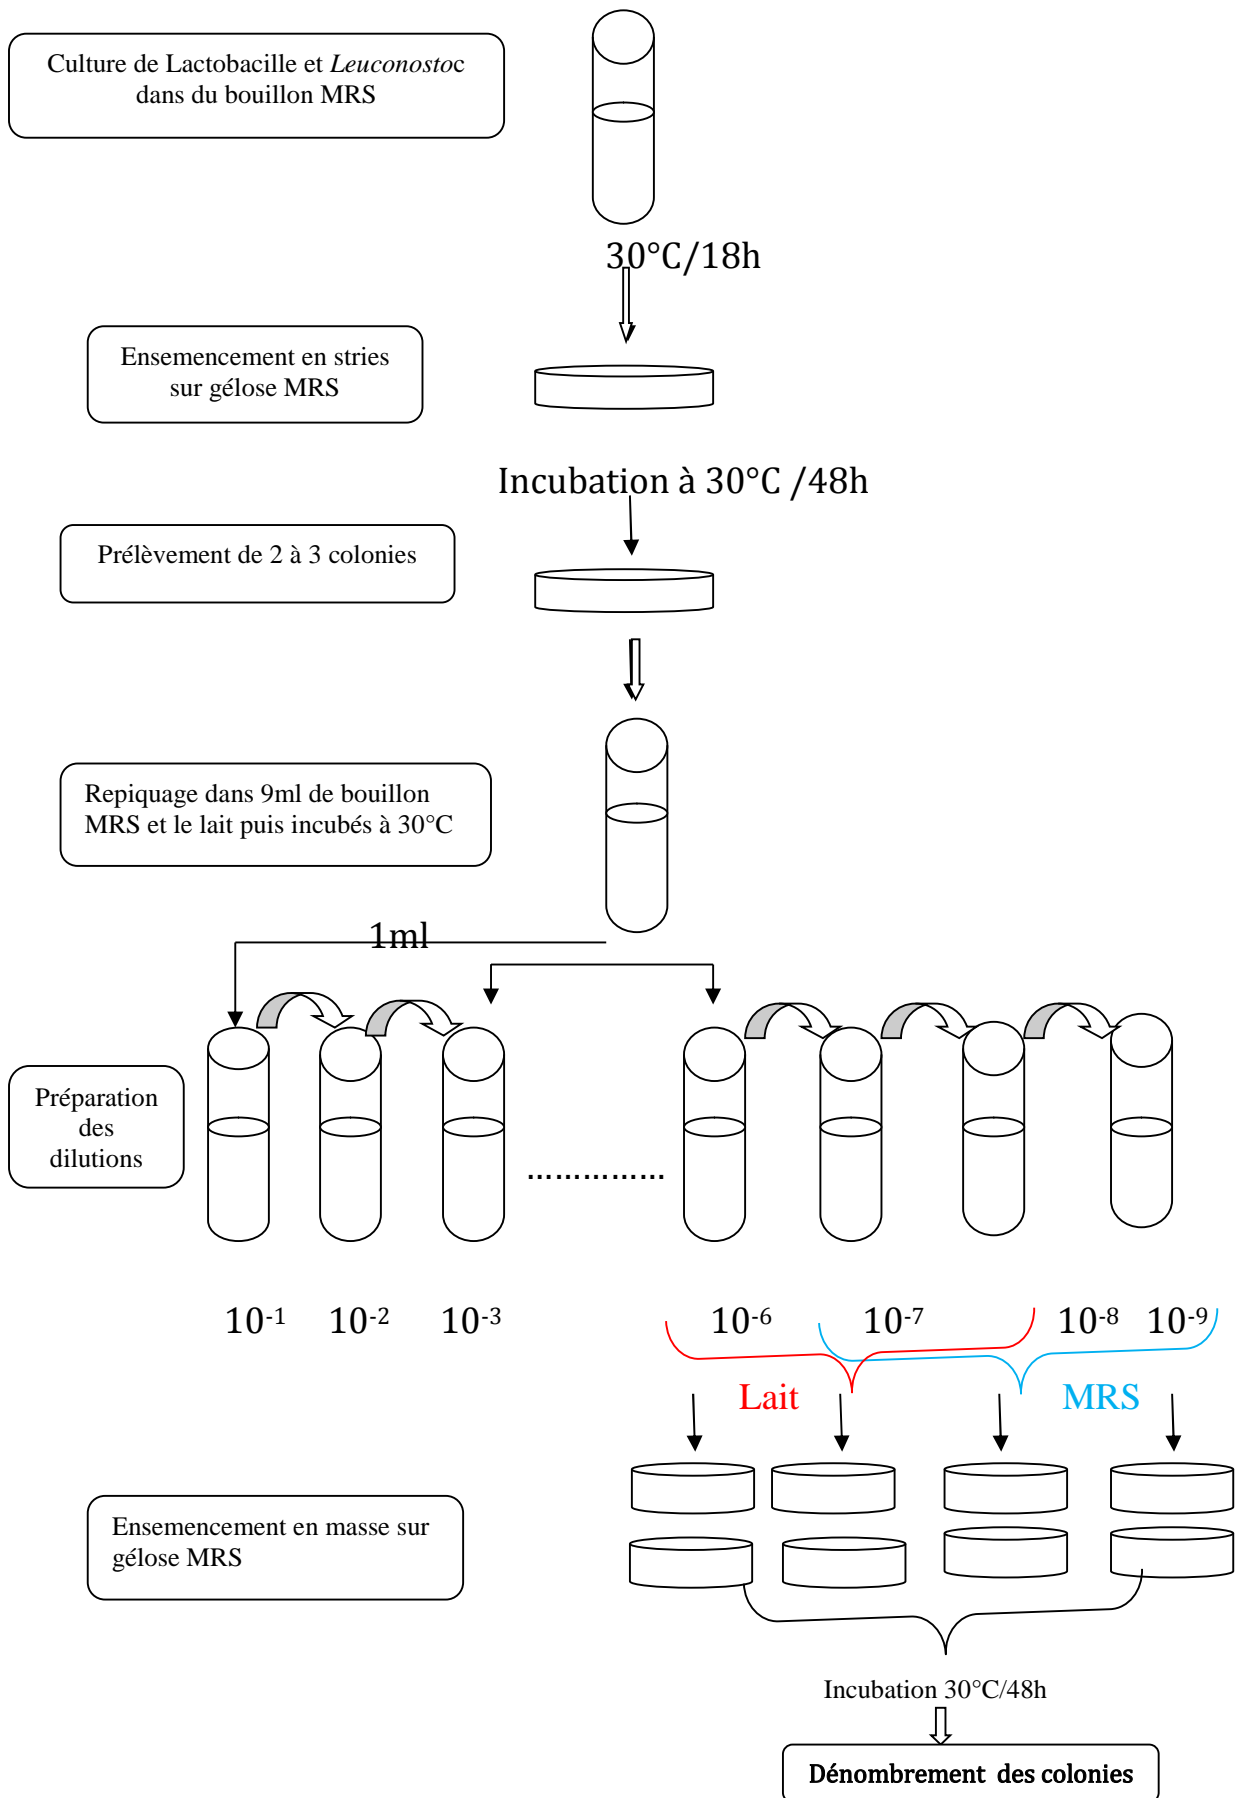 Culture de Lactobacille et Leuconostoc
dans du bouillon MRS
30°C/18h
Ensemencement en stries
sur gélose MRS
Incubation à 30°C /48h
Prélèvement de 2 à 3 colonies
Repiquage dans 9ml de bouillon
MRS et le lait puis incubés à 30°C
1ml
Préparation
des
dilutions
……………
10⁻¹ 10⁻² 10⁻³ 10⁻⁶ 10⁻⁷ 10⁻⁸ 10⁻⁹
Lait MRS
Ensemencement en masse sur
gélose MRS
Incubation 30°C/48h
Dénombrement des colonies